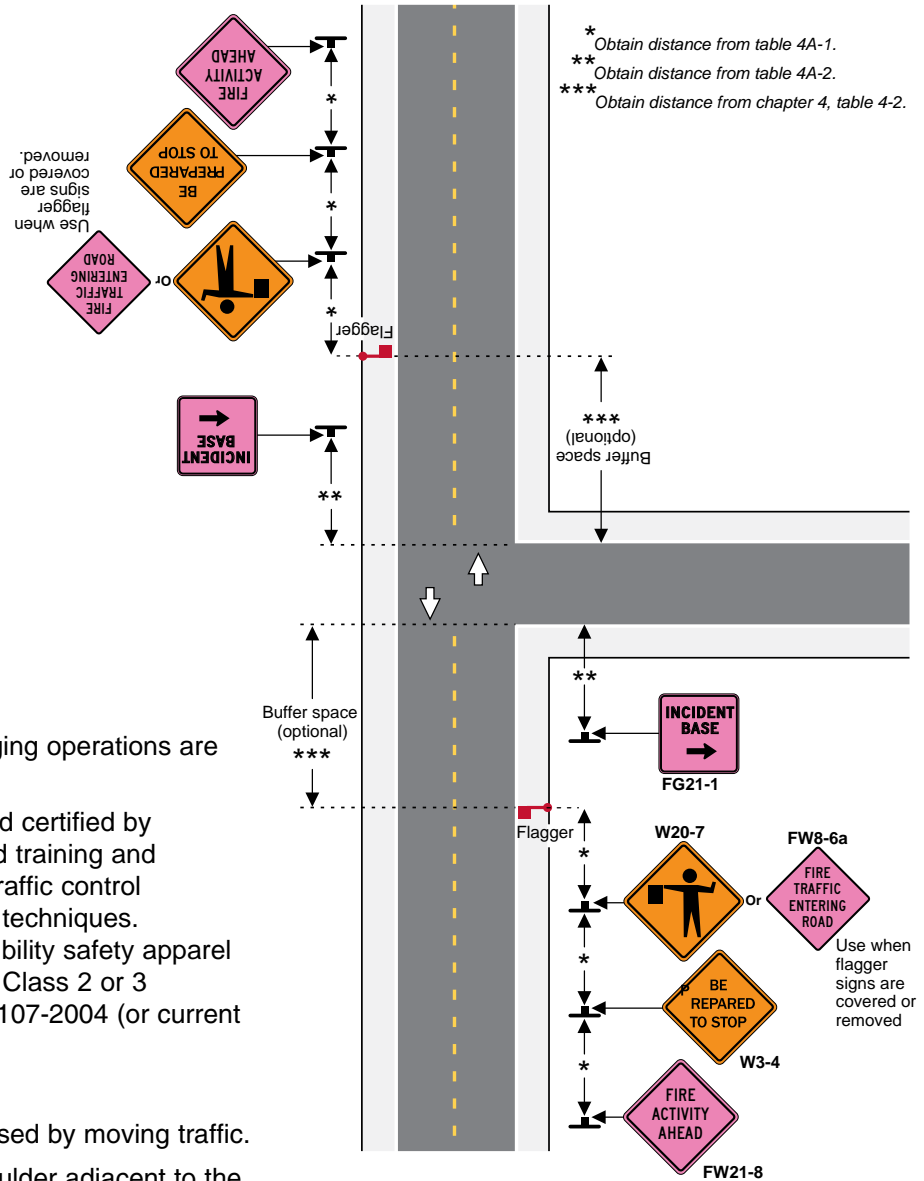 *Obtain distance from table 4A-1.
**Obtain distance from table 4A-2.
***Obtain distance from chapter 4, table 4-2.
FIRE
ACTIVITY
AHEAD
*
BE
PREPARED
TO STOP
*
Use when
flagger
signs are
covered or
removed.
FIRE
TRAFFIC
ENTERING
ROAD
Or
*
Flagger
INCIDENT
BASE
**
Buffer space
(optional)
***
Buffer space
(optional)
***
**
INCIDENT
BASE
FG21-1
Flagger
*
W20-7
Or
FW8-6a
FIRE
TRAFFIC
ENTERING
ROAD
Use when
flagger
signs are
covered or
removed
*
BE
P
REPARED
TO STOP
W3-4
*
FIRE
ACTIVITY
AHEAD
FW21-8
ging operations are
d certified by
d training and
raffic control
techniques.
bility safety apparel
Class 2 or 3
107-2004 (or current
sed by moving traffic.
ulder adjacent to the